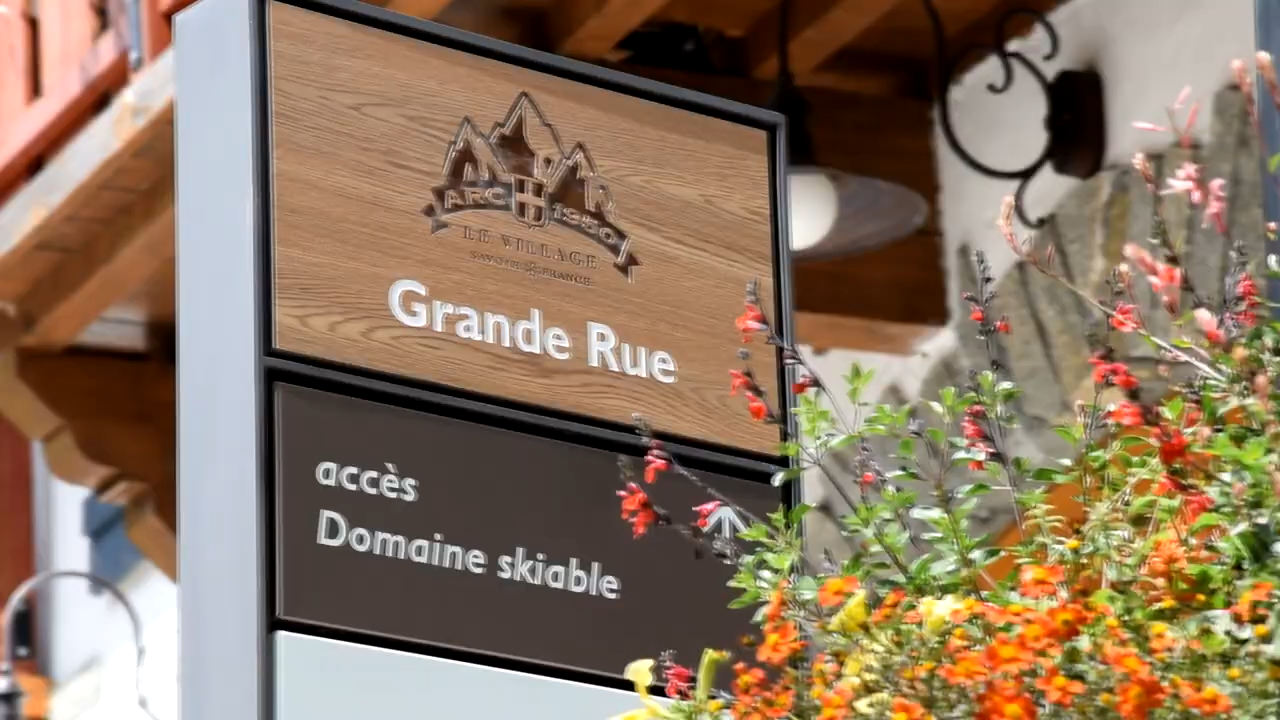 ARC 1950
LE VILLAGE
SAVOIE FRANCE
Grande Rue
accès
Domaine skiable